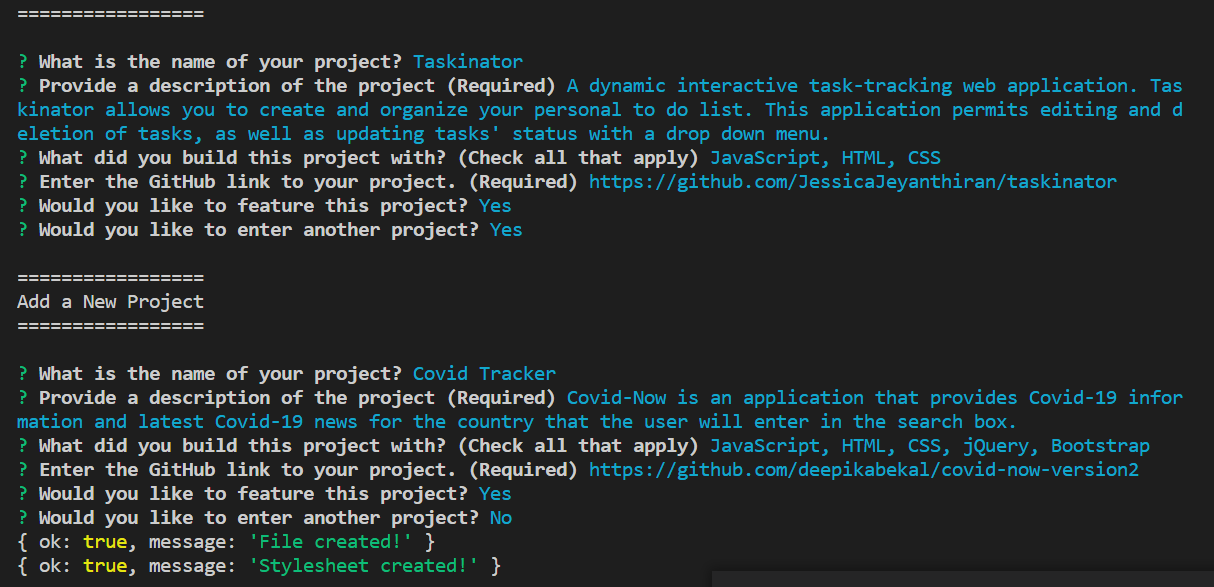 =================
? What is the name of your project? Taskinator
? Provide a description of the project (Required) A dynamic interactive task-tracking web application. Tas
kinator allows you to create and organize your personal to do list. This application permits editing and d
eletion of tasks, as well as updating tasks' status with a drop down menu.
? What did you build this project with? (Check all that apply) JavaScript, HTML, CSS
? Enter the GitHub link to your project. (Required) https://github.com/JessicaJeyanthiran/taskinator
? Would you like to feature this project? Yes
? Would you like to enter another project? Yes
=================
Add a New Project
=================
? What is the name of your project? Covid Tracker
? Provide a description of the project (Required) Covid-Now is an application that provides Covid-19 infor
mation and latest Covid-19 news for the country that the user will enter in the search box.
? What did you build this project with? (Check all that apply) JavaScript, HTML, CSS, jQuery, Bootstrap
? Enter the GitHub link to your project. (Required) https://github.com/deepikabekal/covid-now-version2
? Would you like to feature this project? Yes
? Would you like to enter another project? No
{ ok: true, message: 'File created!' }
{ ok: true, message: 'Stylesheet created!' }